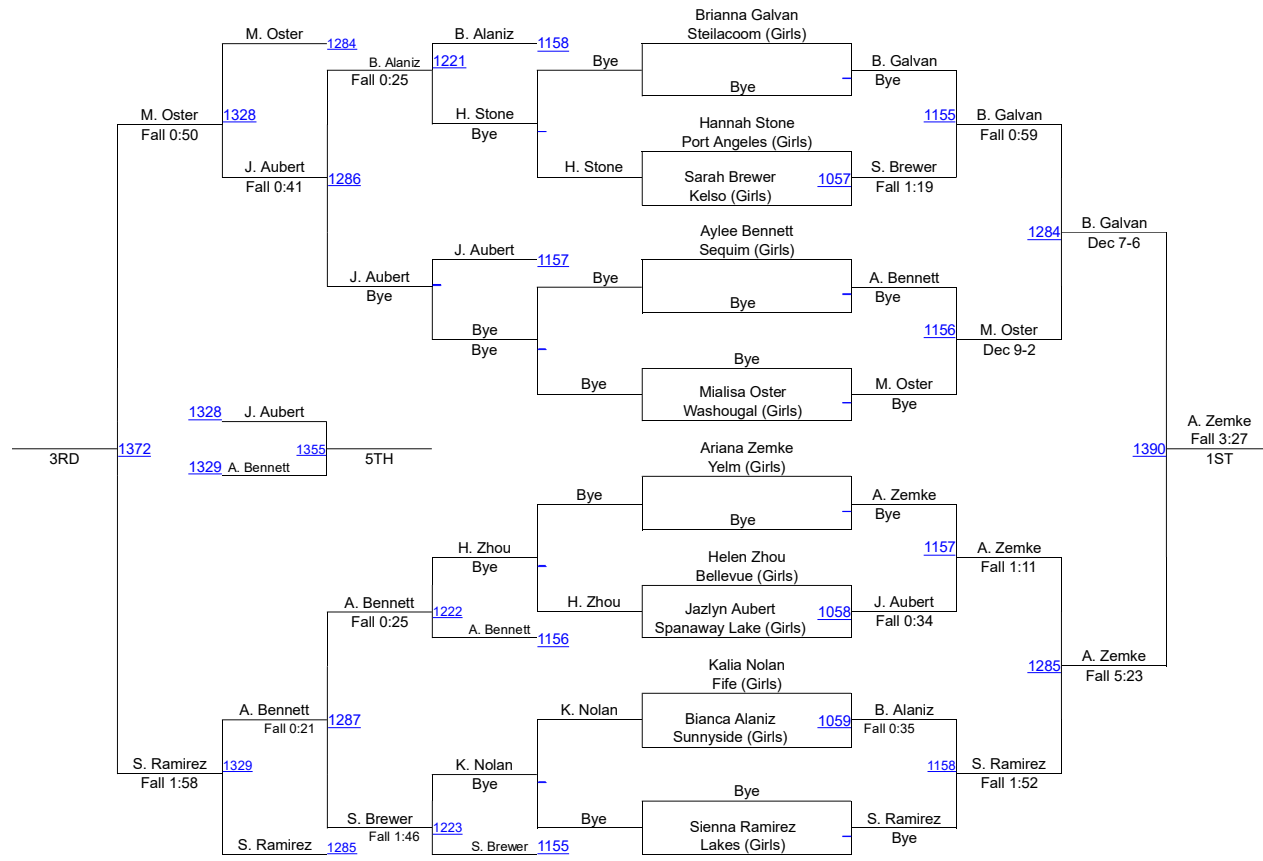 Brianna Galvan
Steilacoom (Girls)
M. Oster
1284
B. Alaniz
1158
B. Alaniz
Fall 0:25
1221
Bye
Bye
B. Galvan
Bye
M. Oster
Fall 0:50
1328
H. Stone
Bye
1155
B. Galvan
Fall 0:59
Hannah Stone
Port Angeles (Girls)
J. Aubert
Fall 0:41
1286
H. Stone
Sarah Brewer
Kelso (Girls)
1057
S. Brewer
Fall 1:19
Aylee Bennett
Sequim (Girls)
1284
B. Galvan
Dec 7-6
J. Aubert
1157
J. Aubert
Bye
Bye
Bye
A. Bennett
Bye
Bye
Bye
1156
M. Oster
Dec 9-2
Bye
Bye
Mialisa Oster
Washougal (Girls)
M. Oster
Bye
1328
J. Aubert
3RD
1372
1355
5TH
1329
A. Bennett
Ariana Zemke
Yelm (Girls)
1390
A. Zemke
Fall 3:27
1ST
Bye
Bye
A. Zemke
Bye
H. Zhou
Bye
1157
A. Zemke
Fall 1:11
Helen Zhou
Bellevue (Girls)
A. Bennett
Fall 0:25
1222
H. Zhou
Jazlyn Aubert
Spanaway Lake (Girls)
1058
J. Aubert
Fall 0:34
A. Bennett
1156
Kalia Nolan
Fife (Girls)
1285
A. Zemke
Fall 5:23
A. Bennett
Fall 0:21
1287
K. Nolan
Bianca Alaniz
Sunnyside (Girls)
1059
B. Alaniz
Fall 0:35
S. Ramirez
Fall 1:58
1329
K. Nolan
Bye
1158
S. Ramirez
Fall 1:52
Bye
S. Brewer
Fall 1:46
1223
Bye
Sienna Ramirez
Lakes (Girls)
S. Ramirez
Bye
S. Ramirez
1285
S. Brewer
1155